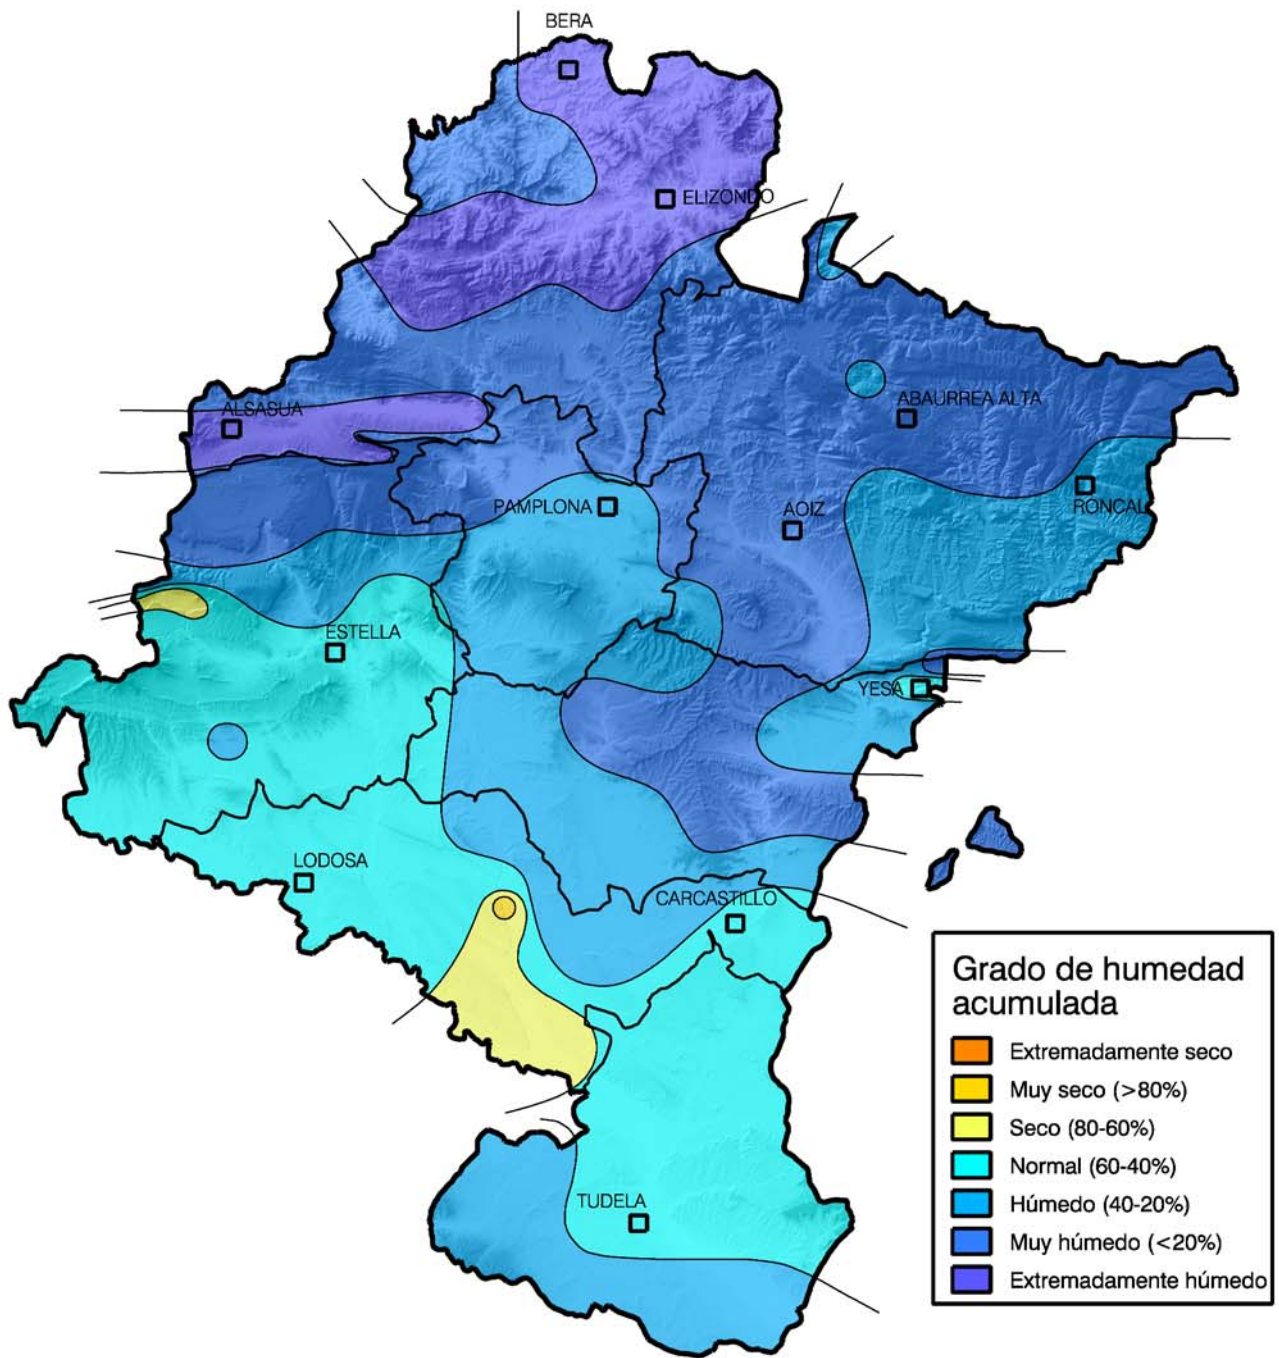 BERA
ELIZONDO
ALSASUA
ABAURREA ALTA
PAMPLONA
AOIZ
RONCAL
ESTELLA
YESA
LODOSA
CARCASTILLO
TUDELA
Grado de humedad
acumulada
Extremadamente seco
Muy seco (>80%)
Seco (80-60%)
Normal (60-40%)
Húmedo (40-20%)
Muy húmedo (<20%)
Extremadamente húmedo